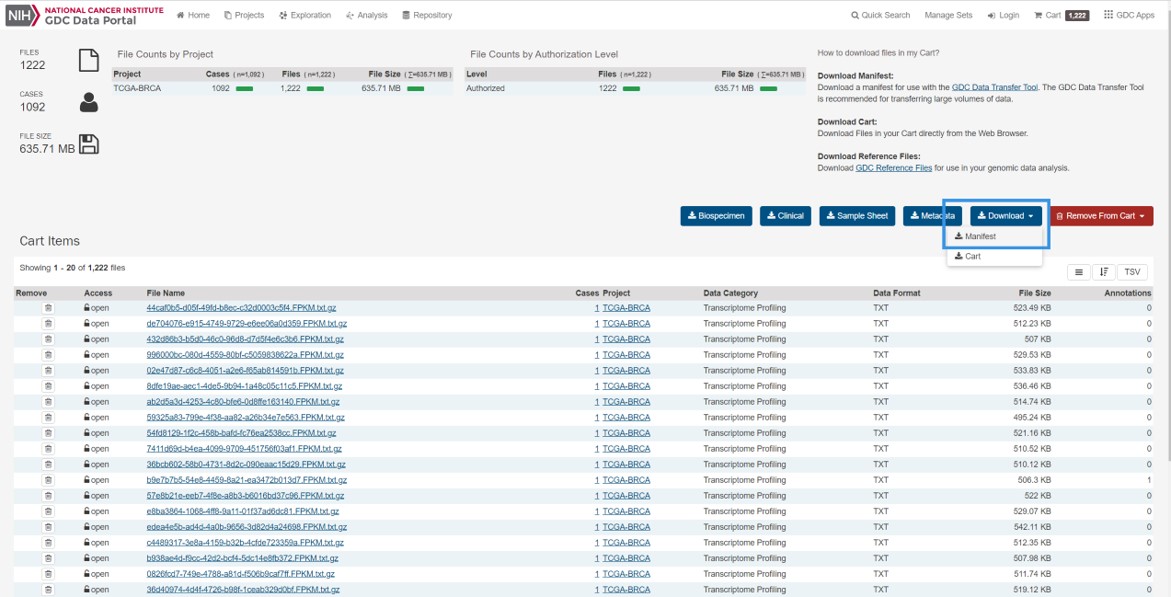 NIH NATIONAL CANCER INSTITUTE
GDC Data Portal
Home Projects Exploration Analysis Repository
Quick Search Manage Sets Login Cart 1,222 GDC Apps
FILES
1222
CASES
1092
FILE SIZE
635.71 MB
File Counts by Project
Project Cases (n=1,092) Files (n=1,222) File Size (∑=635.71 MB)
TCGA-BRCA 1092 1,222 635.71 MB
File Counts by Authorization Level
Level Files (n=1,222) File Size (∑=635.71 MB)
Authorized 1222 635.71 MB
How to download files in my Cart?
Download Manifest:
Download a manifest for use with the GDC Data Transfer Tool. The GDC Data Transfer Tool
is recommended for transferring large volumes of data.
Download Cart:
Download Files in your Cart directly from the Web Browser.
Download Reference Files:
Download GDC Reference Files for use in your genomic data analysis.
Biospecimen Clinical Sample Sheet Metadata Download Remove From Cart
Manifest
Cart
Cart Items
Showing 1 - 20 of 1,222 files
TSV
Remove Access File Name Cases Project Data Category Data Format File Size Annotations
open 44caf0b5-d05f-49fd-b8ec-c32d0003c5f4.FPKM.txt.gz 1 TCGA-BRCA Transcriptome Profiling TXT 523.49 KB 0
open de704076-e915-4749-9729-e6ee06a0d359.FPKM.txt.gz 1 TCGA-BRCA Transcriptome Profiling TXT 512.23 KB 0
open 432d86b3-b5d0-46c0-96d8-d7d5f4e6c3b6.FPKM.txt.gz 1 TCGA-BRCA Transcriptome Profiling TXT 507 KB 0
open 996000bc-080d-4559-80bf-c5059838622a.FPKM.txt.gz 1 TCGA-BRCA Transcriptome Profiling TXT 529.53 KB 0
open 02e47d87-c6c8-4051-a2e6-f65ab814591b.FPKM.txt.gz 1 TCGA-BRCA Transcriptome Profiling TXT 533.83 KB 0
open 8dfe19ae-aec1-4de5-9b94-1a48c05c11c5.FPKM.txt.gz 1 TCGA-BRCA Transcriptome Profiling TXT 536.46 KB 0
open ab2d5a3d-4253-4c80-bfe6-0d8ffe163140.FPKM.txt.gz 1 TCGA-BRCA Transcriptome Profiling TXT 514.74 KB 0
open 59325a83-799e-4f38-aa82-a26b34e7e563.FPKM.txt.gz 1 TCGA-BRCA Transcriptome Profiling TXT 495.24 KB 0
open 54fd8129-1f2c-458b-bafd-fc76ea2538cc.FPKM.txt.gz 1 TCGA-BRCA Transcriptome Profiling TXT 521.16 KB 0
open 7411d69d-b4ea-4099-9709-451756f03af1.FPKM.txt.gz 1 TCGA-BRCA Transcriptome Profiling TXT 510.52 KB 0
open 36bcb602-58b0-4731-8d2c-090eaac15d29.FPKM.txt.gz 1 TCGA-BRCA Transcriptome Profiling TXT 510.12 KB 0
open b9e7b7b5-54e8-4459-8a21-ea3472b013d7.FPKM.txt.gz 1 TCGA-BRCA Transcriptome Profiling TXT 506.3 KB 1
open 57e8b21e-eeb7-4f8e-a8b3-b6016bd37c96.FPKM.txt.gz 1 TCGA-BRCA Transcriptome Profiling TXT 522 KB 0
open e8ba3864-1068-4ff8-9a11-01f37ad6dc81.FPKM.txt.gz 1 TCGA-BRCA Transcriptome Profiling TXT 529.07 KB 0
open edea4e5b-ad4d-4a0b-9656-3d82d4a24698.FPKM.txt.gz 1 TCGA-BRCA Transcriptome Profiling TXT 542.11 KB 0
open c4489317-3e8a-4159-b32b-4cfde723359a.FPKM.txt.gz 1 TCGA-BRCA Transcriptome Profiling TXT 512.35 KB 0
open b938ae4d-f9cc-42d2-bcf4-5dc14e8fb372.FPKM.txt.gz 1 TCGA-BRCA Transcriptome Profiling TXT 507.98 KB 0
open 0826fcd7-749e-4788-a81d-f506b9caf7ff.FPKM.txt.gz 1 TCGA-BRCA Transcriptome Profiling TXT 511.74 KB 0
open 36d40974-4d4f-4726-b98f-1ceab329d0bf.FPKM.txt.gz 1 TCGA-BRCA Transcriptome Profiling TXT 519.12 KB 0